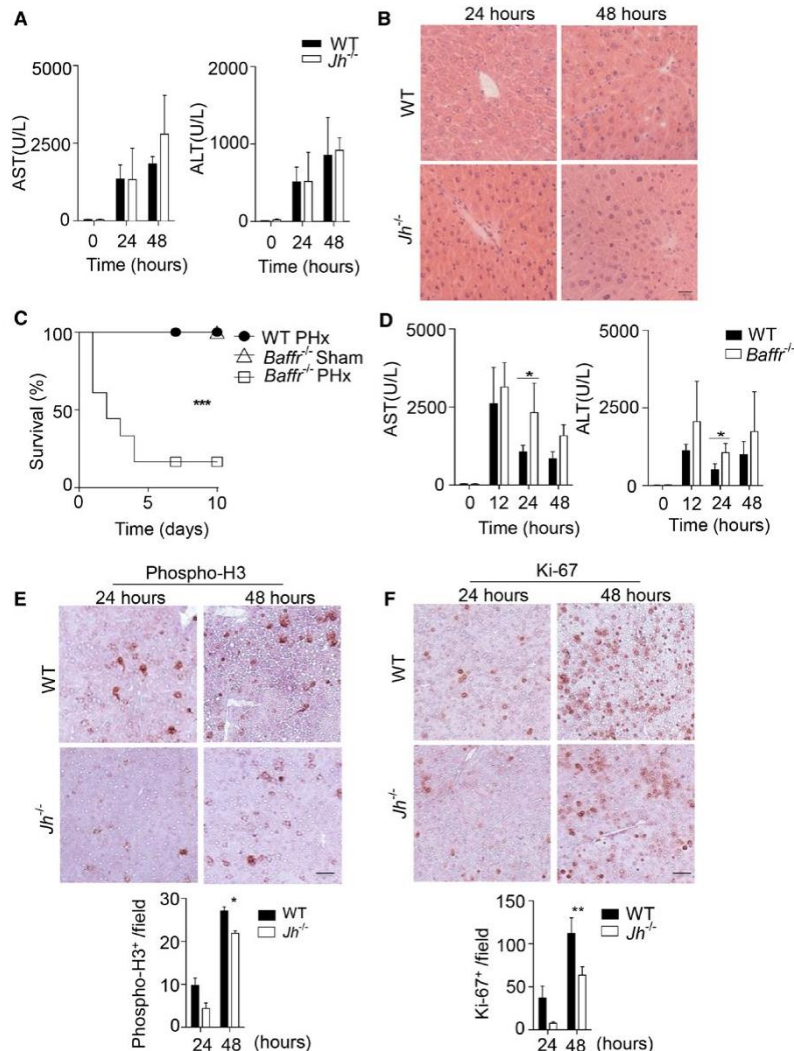 A
WT
Jh-/-
5000
2500
0
AST(U/L)
0 24 48
Time (hours)
2000
1000
0
ALT(U/L)
0 24 48
Time (hours)
B
24 hours 48 hours
WT
Jh-/-
C
100
50
0
Survival (%)
0 5 10
Time (days)
***
WT PHx
Baffr-/- Sham
Baffr-/- PHx
D
5000
2500
0
AST(U/L)
*
0 12 24 48
Time (hours)
5000
2500
0
ALT(U/L)
*
0 12 24 48
Time (hours)
WT
Baffr-/-
E
Phospho-H3
24 hours 48 hours
WT
Jh-/-
30
20
10
0
Phospho-H3+ /field
*
WT
Jh-/-
24 48 (hours)
F
Ki-67
24 hours 48 hours
WT
Jh-/-
150
100
50
0
Ki-67+ /field
**
WT
Jh-/-
24 48 (hours)